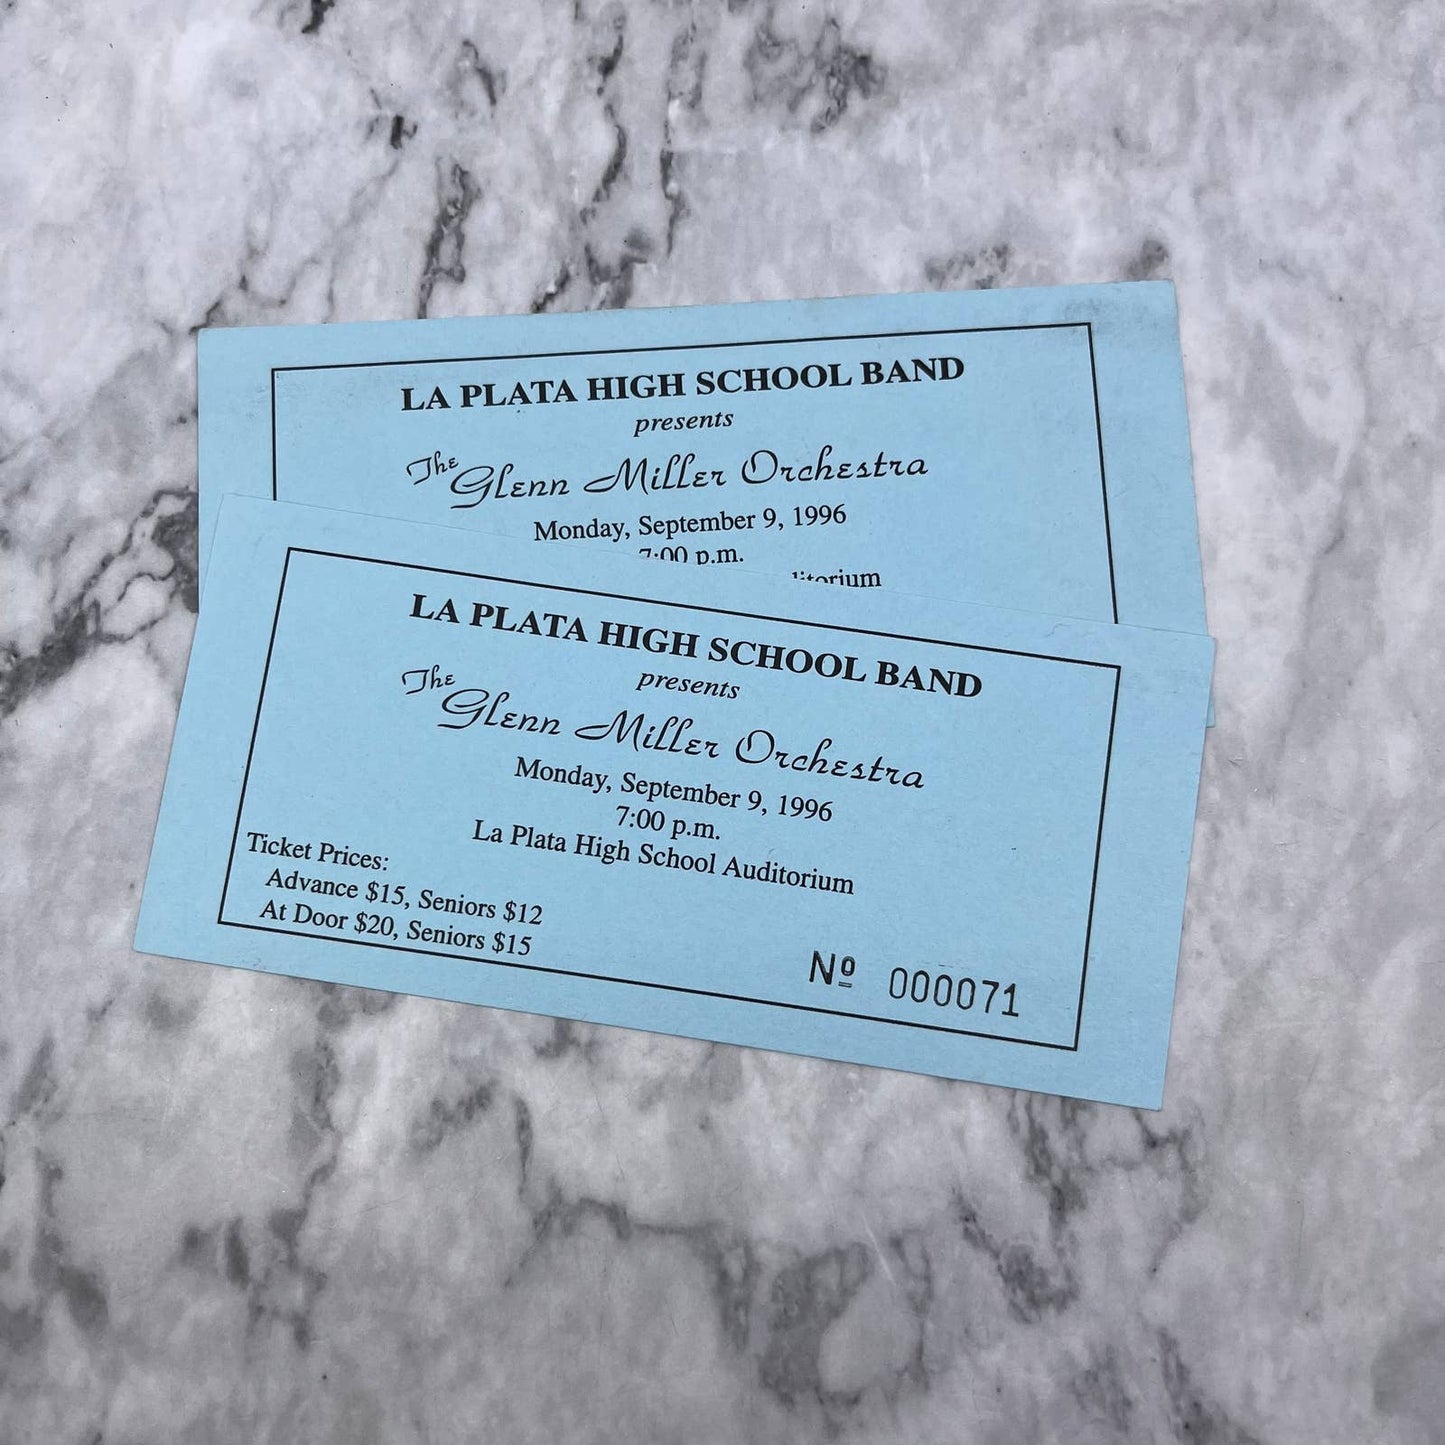 LA PLATA HIGH SCHOOL BAND
presents
The Glenn Miller Orchestra
Monday, September 9, 1996
7:00 p.m.
LA PLATA HIGH SCHOOL BAND
presents
The Glenn Miller Orchestra
Monday, September 9, 1996
7:00 p.m.
La Plata High School Auditorium
Ticket Prices:
Advance $15, Seniors $12
At Door $20, Seniors $15
Nº 000071